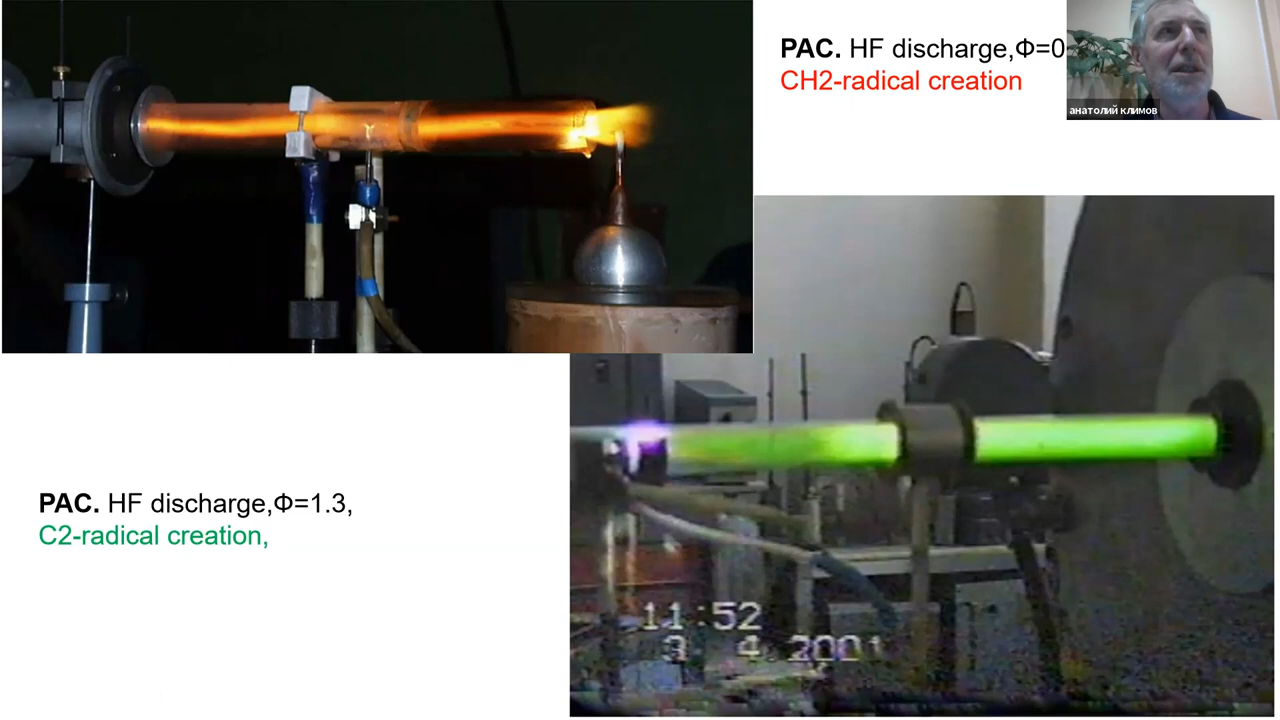 PAC. HF discharge,Φ=0
CH2-radical creation
анатолий климов
PAC. HF discharge,Φ=1.3,
C2-radical creation,
11:52
3. 4.2001